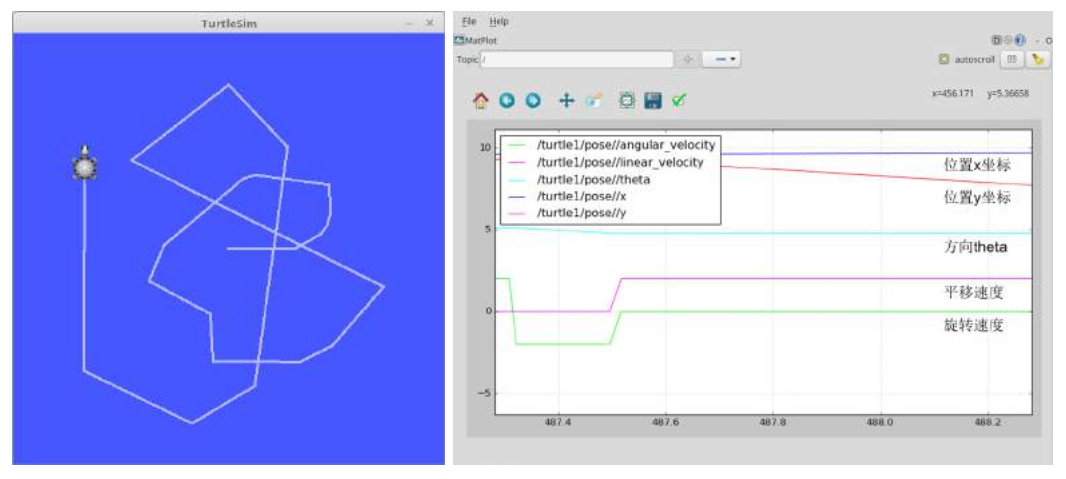 TurtleSim
File Help
MatPlot
Topic /
autoscroll
x=456.171 y=5.36658
10
5
0
−5
/turtle1/pose//angular_velocity
/turtle1/pose//linear_velocity
/turtle1/pose//theta
/turtle1/pose//x
/turtle1/pose//y
位置x坐标
位置y坐标
方向theta
平移速度
旋转速度
487.4 487.6 487.8 488.0 488.2